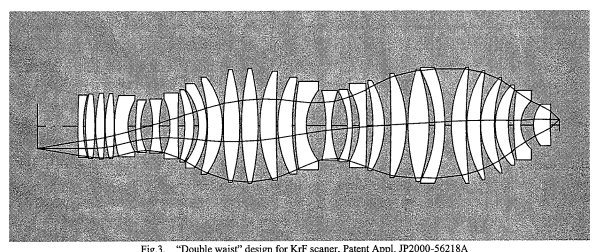 Fig 3. "Double waist" design for KrF scaner, Patent Appl. JP2000-56218A